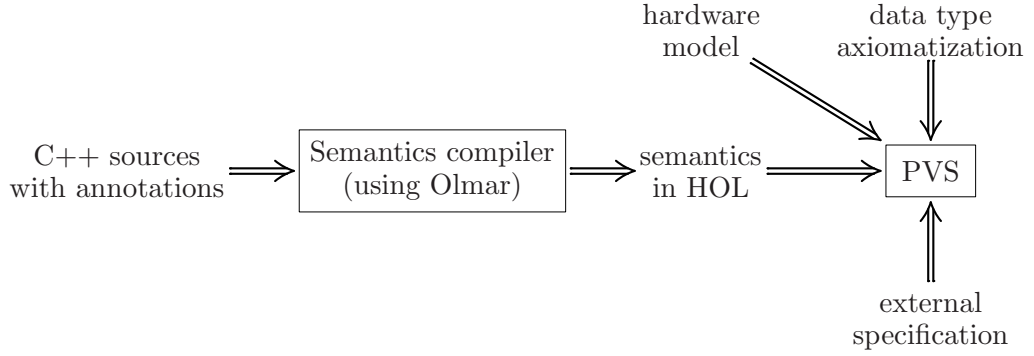 hardware
model
data type
axiomatization
C++ sources
with annotations
Semantics compiler
(using Olmar)
semantics
in HOL
PVS
external
specification